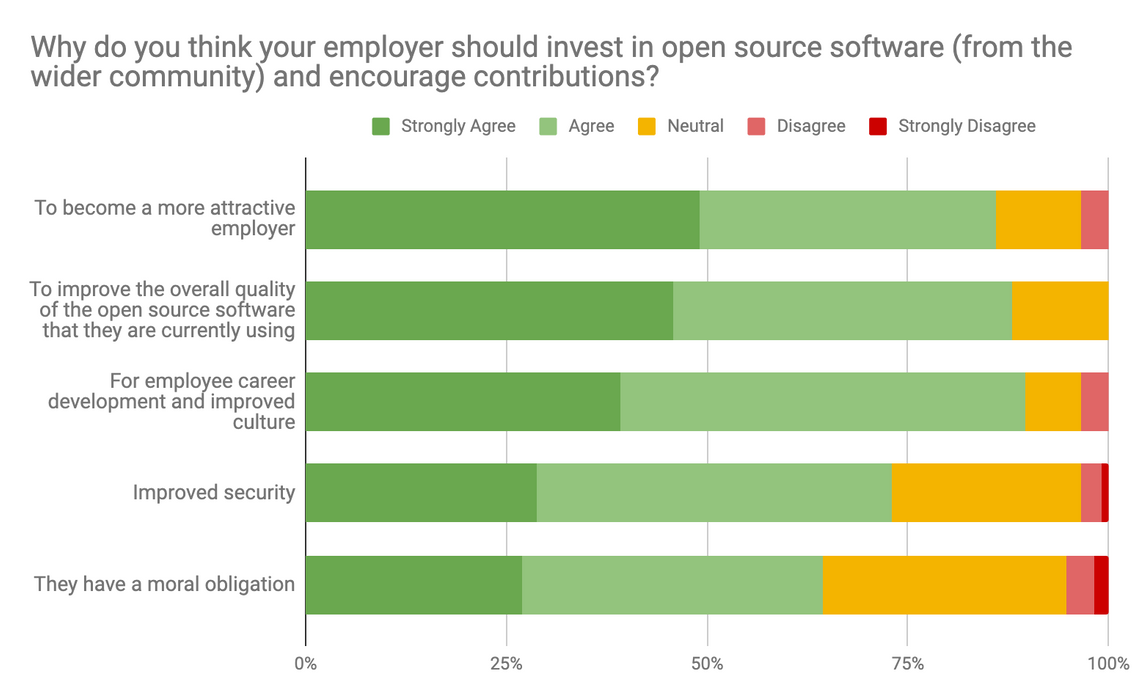 Why do you think your employer should invest in open source software (from the
wider community) and encourage contributions?
Strongly Agree Agree Neutral Disagree Strongly Disagree
To become a more attractive
employer
To improve the overall quality
of the open source software
that they are currently using
For employee career
development and improved
culture
Improved security
They have a moral obligation
0% 25% 50% 75% 100%